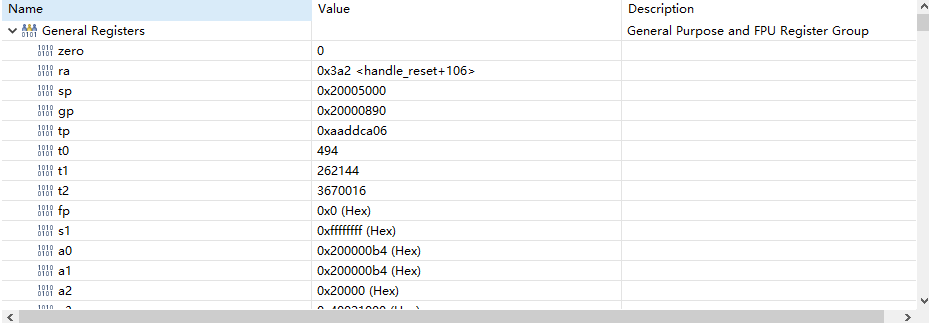 Name Value Description
General Registers General Purpose and FPU Register Group
zero 0
ra 0x3a2 <handle_reset+106>
sp 0x20005000
gp 0x20000890
tp 0xaaddca06
t0 494
t1 262144
t2 3670016
fp 0x0 (Hex)
s1 0xffffffff (Hex)
a0 0x200000b4 (Hex)
a1 0x200000b4 (Hex)
a2 0x20000 (Hex)